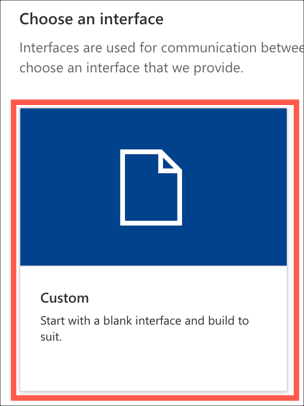 Choose an interface
Interfaces are used for communication betwee
choose an interface that we provide.
Custom
Start with a blank interface and build to
suit.